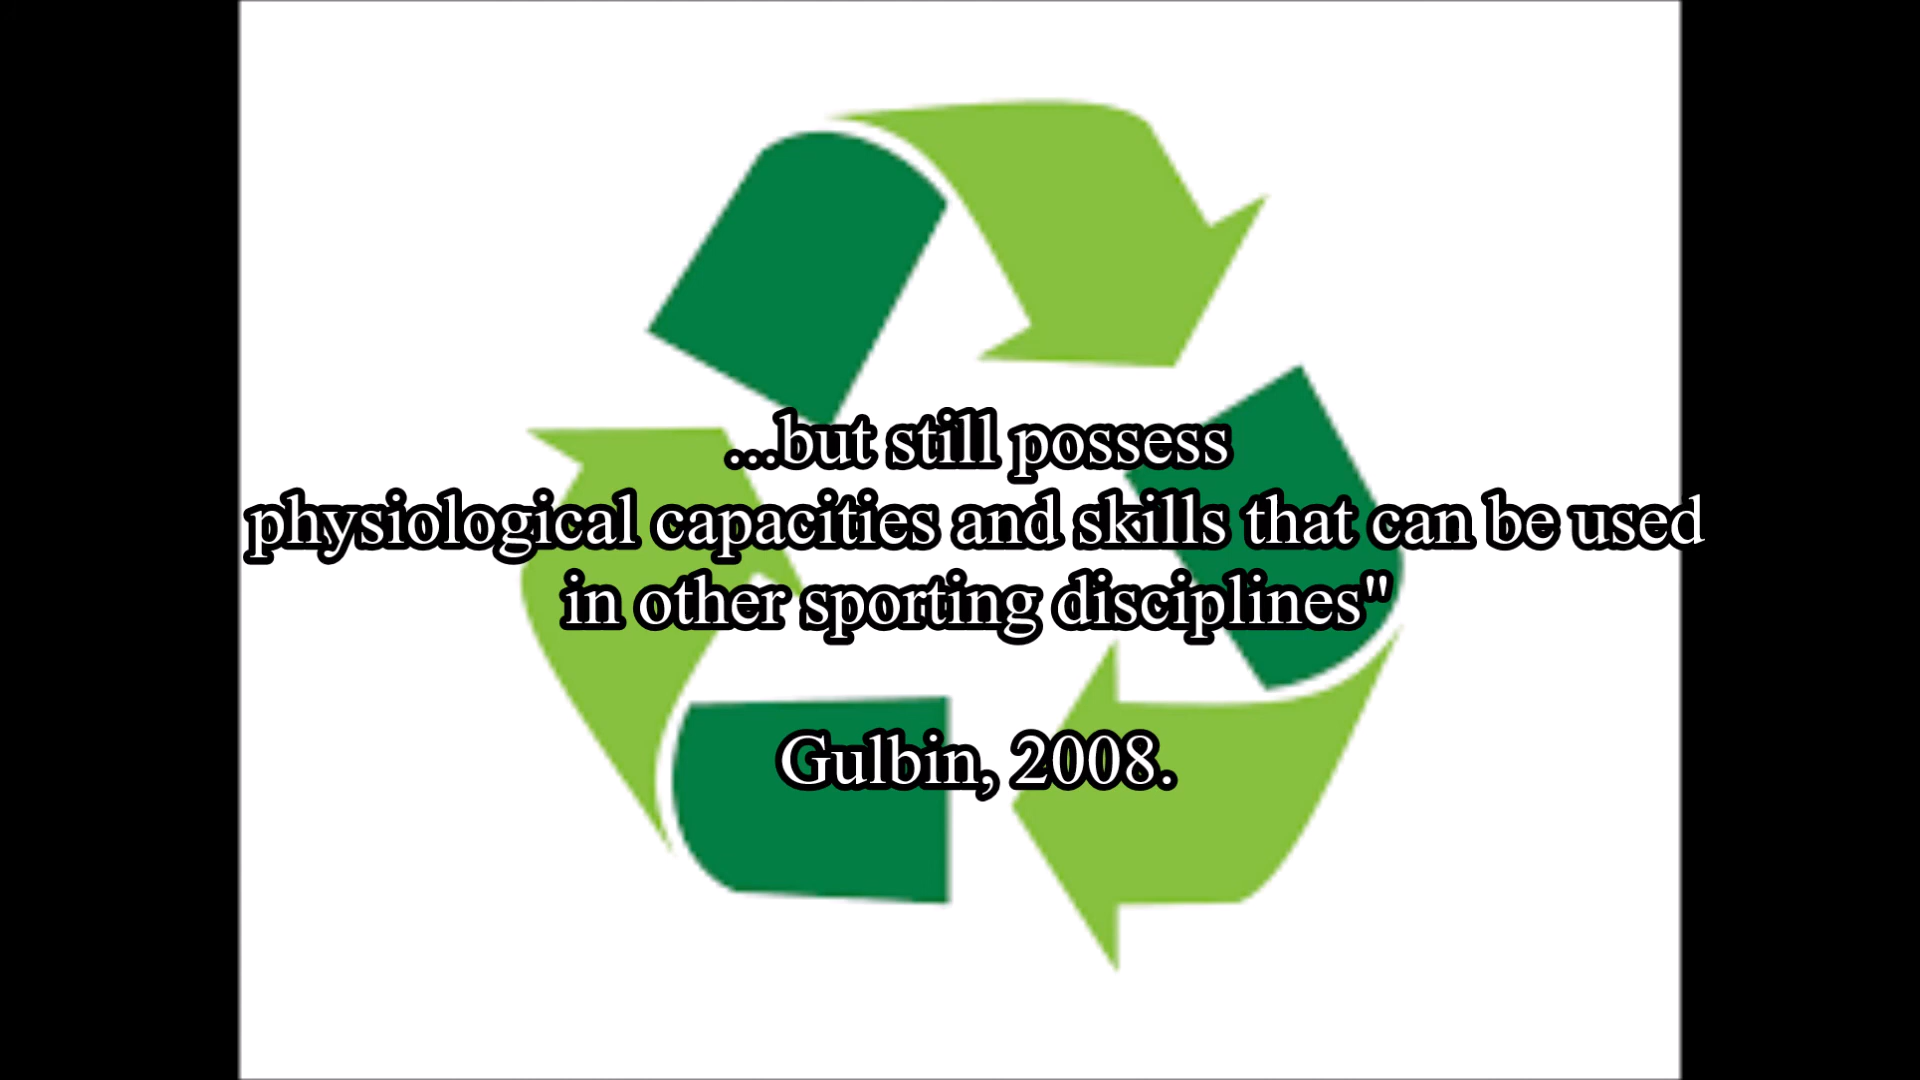 ...but still possess
physiological capacities and skills that can be used
in other sporting disciplines"
Gulbin, 2008.